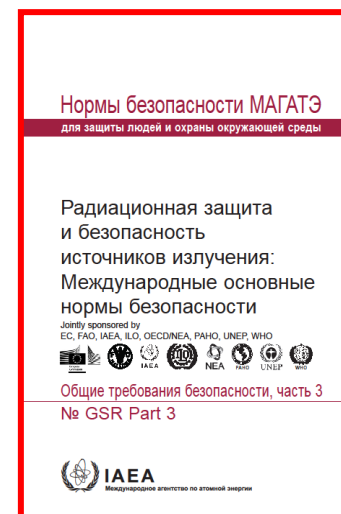 Нормы безопасности МАГАТЭ
для защиты людей и охраны окружающей среды
Радиационная защита
и безопасность
источников излучения:
Международные основные
нормы безопасности
Jointly sponsored by
EC, FAO, IAEA, ILO, OECD/NEA, PAHO, UNEP, WHO
IAEA NEA PAHO UNEP WHO
Общие требования безопасности, часть 3
№ GSR Part 3
IAEA
Международное агентство по атомной энергии